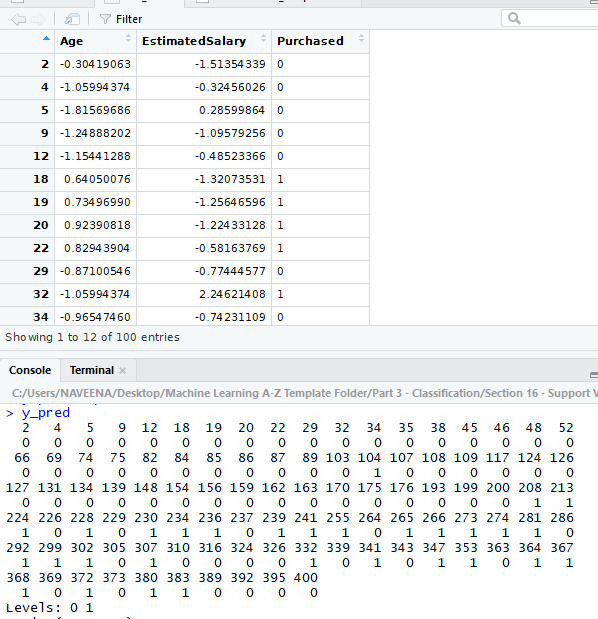 Filter
Age EstimatedSalary Purchased
2 -0.30419063 -1.51354339 0
4 -1.05994374 -0.32456026 0
5 -1.81569686 0.28599864 0
9 -1.24888202 -1.09579256 0
12 -1.15441288 -0.48523366 0
18 0.64050076 -1.32073531 1
19 0.73496990 -1.25646596 1
20 0.92390818 -1.22433128 1
22 0.82943904 -0.58163769 1
29 -0.87100546 -0.77444577 0
32 -1.05994374 2.24621408 1
34 -0.96547460 -0.74231109 0
Showing 1 to 12 of 100 entries
Console Terminal
C:/Users/NAVEENA/Desktop/Machine Learning A-Z Template Folder/Part 3 - Classification/Section 16 - Support V
> y_pred
2 4 5 9 12 18 19 20 22 29 32 34 35 38 45 46 48 52
0 0 0 0 0 0 0 0 0 0 0 0 0 0 0 0 0 0
66 69 74 75 82 84 85 86 87 89 103 104 107 108 109 117 124 126
0 0 0 0 0 0 0 0 0 0 0 1 0 0 0 0 0 0
127 131 134 139 148 154 156 159 162 163 170 175 176 193 199 200 208 213
0 0 0 0 0 0 0 0 0 0 0 0 0 0 0 0 1 1
224 226 228 229 230 234 236 237 239 241 255 264 265 266 273 274 281 286
1 0 1 0 1 1 1 0 1 1 1 0 1 1 1 1 1 0
292 299 302 305 307 310 316 324 326 332 339 341 343 347 353 363 364 367
1 1 1 0 1 0 0 0 0 1 0 1 0 1 1 0 1 1
368 369 372 373 380 383 389 392 395 400
1 0 1 0 1 1 0 0 0 0
Levels: 0 1